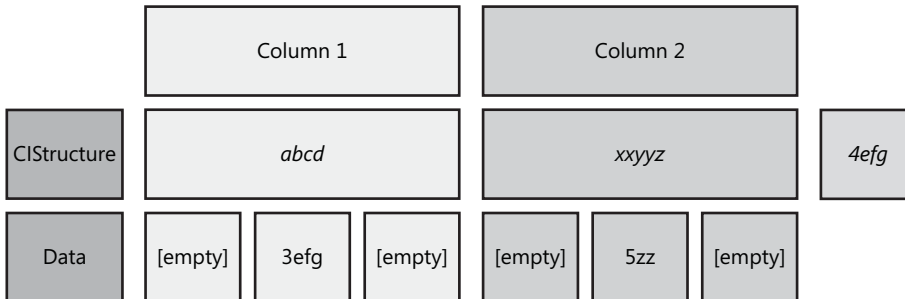 Column 1 Column 2
CIStructure abcd xxyyz 4efg
Data [empty] 3efg [empty] [empty] 5zz [empty]